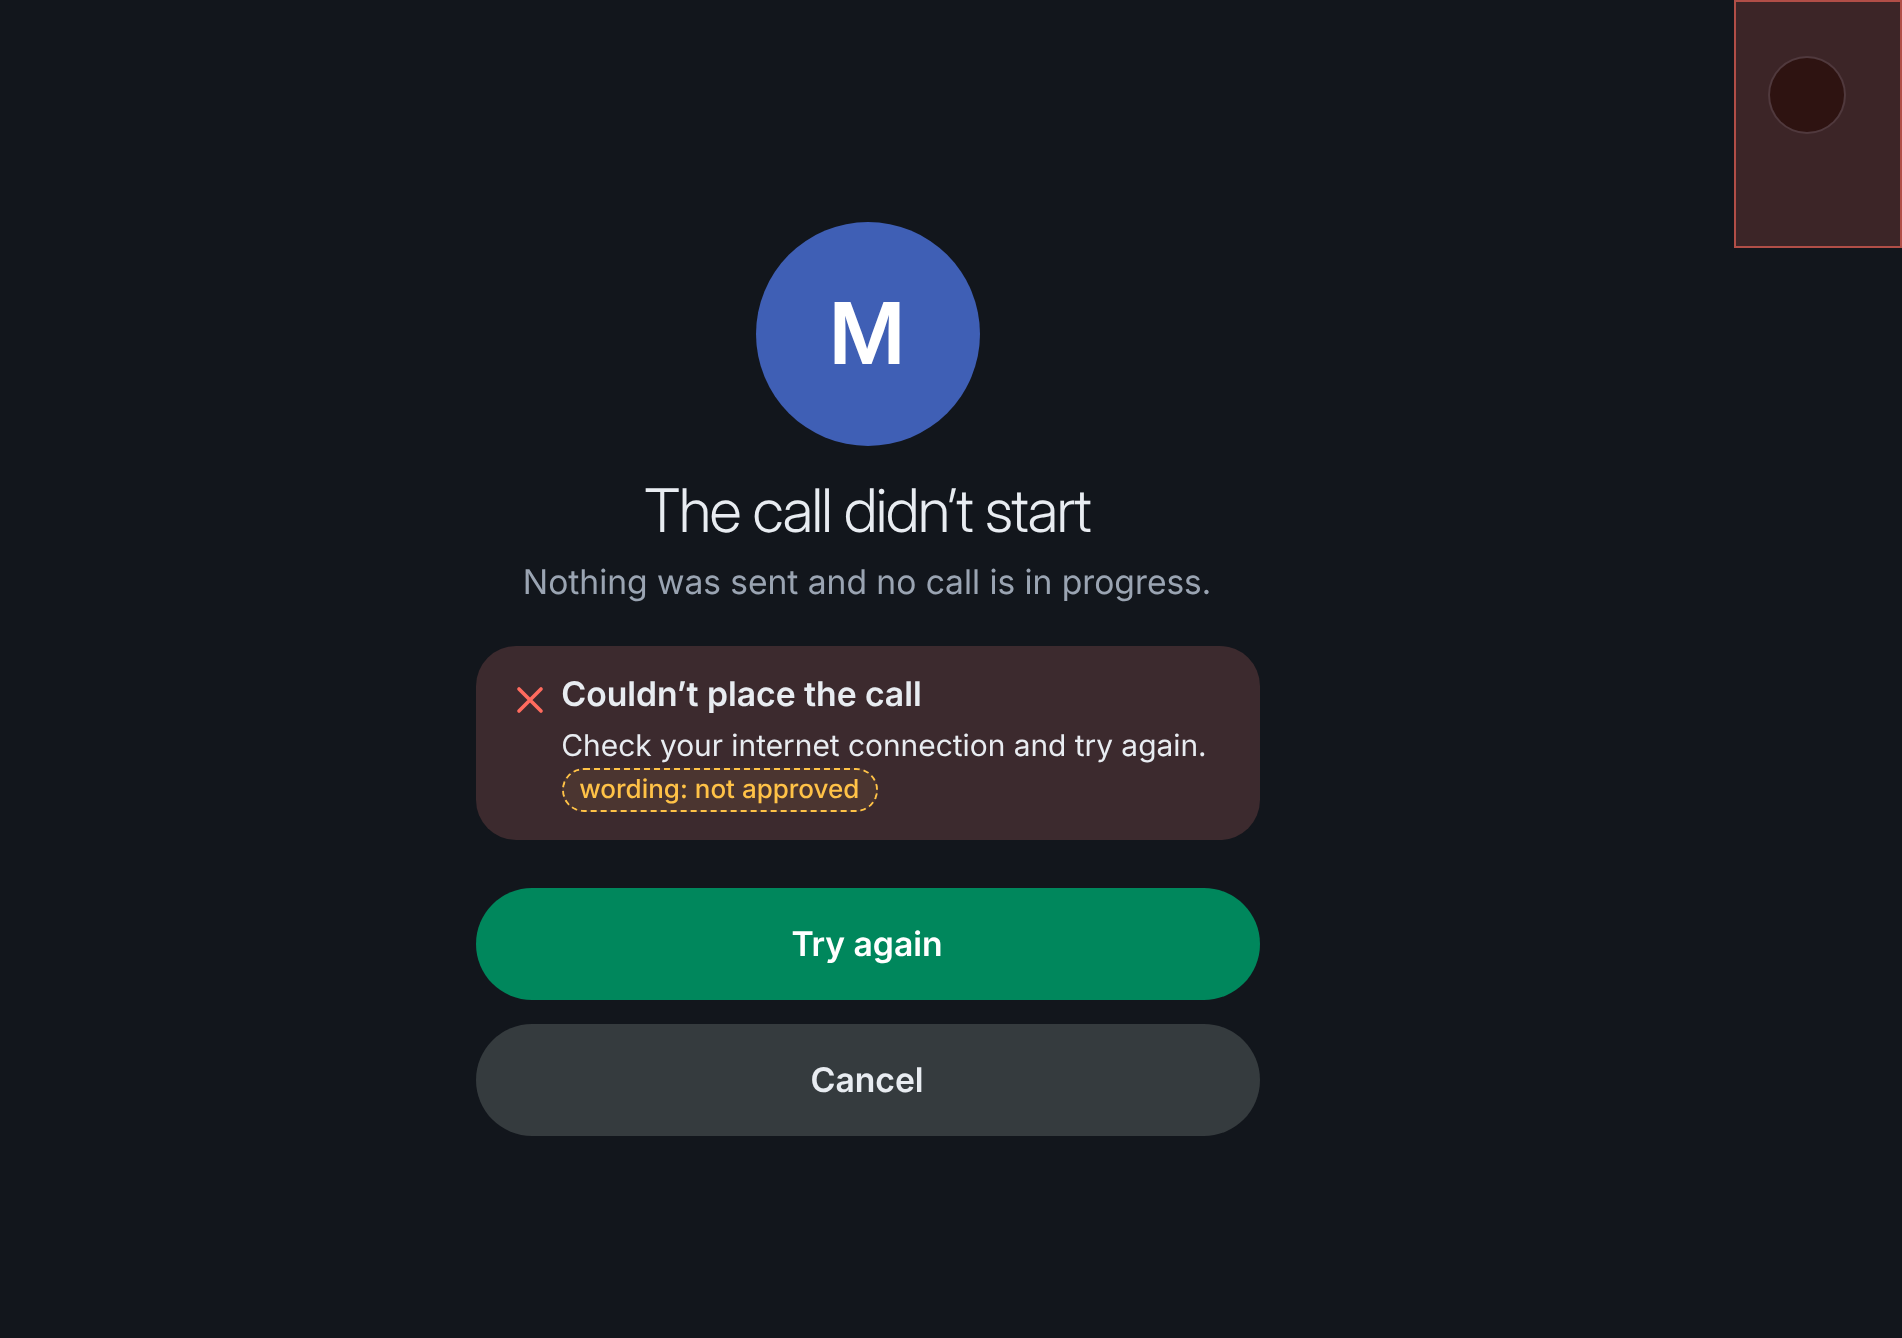 M
The call didn’t start
Nothing was sent and no call is in progress.
Couldn’t place the call
Check your internet connection and try again.
wording: not approved
Try again
Cancel